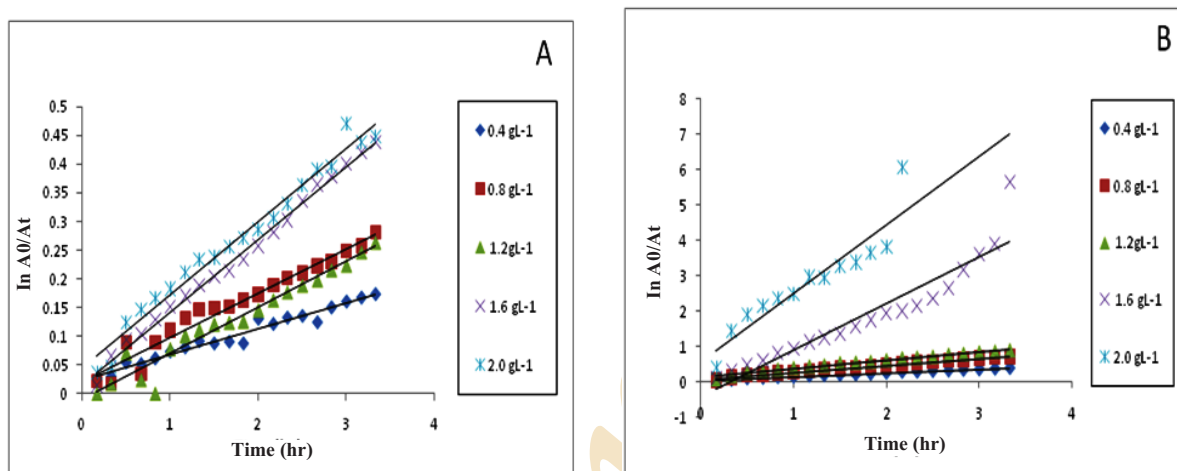 A
ln A0/At
0.5
0.45
0.4
0.35
0.3
0.25
0.2
0.15
0.1
0.05
0
0 1 2 3 4
Time (hr)
0.4 gL-1
0.8 gL-1
1.2gL-1
1.6 gL-1
2.0 gL-1
B
ln A0/At
8
7
6
5
4
3
2
1
0
-1
0 1 2 3 4
Time (hr)
0.4 gL-1
0.8 gL-1
1.2gL-1
1.6 gL-1
2.0 gL-1